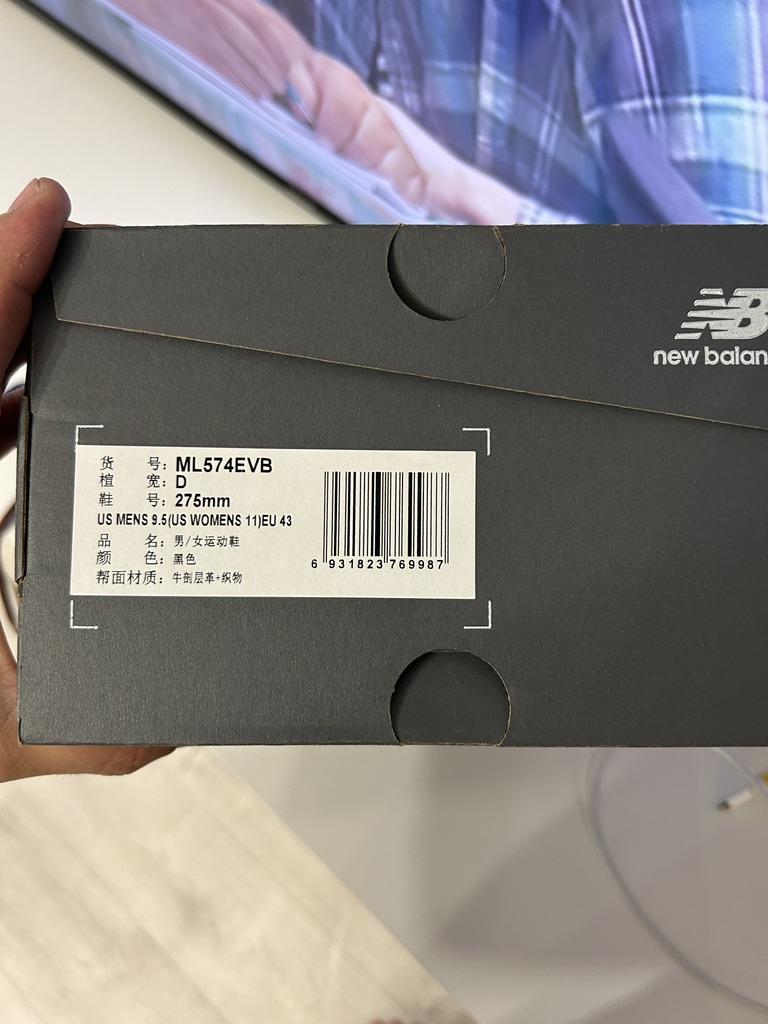 NB
new balan
货 号: ML574EVB
楦 宽: D
鞋 号: 275mm
US MENS 9.5(US WOMENS 11)EU 43
品 名: 男/女运动鞋
颜 色: 黑色
帮面材质: 牛剖层革+织物
6 931823 769987